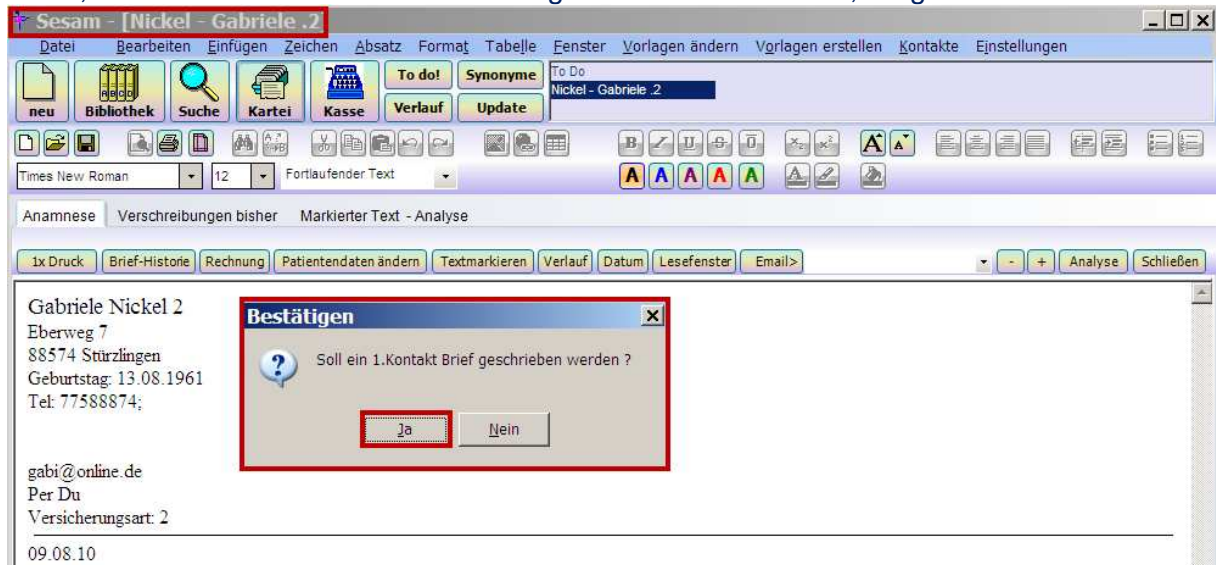 Sesam - [Nickel - Gabriele .2]
Datei Bearbeiten Einfügen Zeichen Absatz Format Tabelle Fenster Vorlagen ändern Vorlagen erstellen Kontakte Einstellungen
neu Bibliothek Suche Kartei Kasse
To do! Synonyme
Verlauf Update
To Do
Nickel - Gabriele .2
Times New Roman 12 Fortlaufender Text
A A A A A
Anamnese Verschreibungen bisher Markierter Text - Analyse
1x Druck Brief-Historie Rechnung Patientendaten ändern Textmarkieren Verlauf Datum Lesefenster Email> - + Analyse Schließen
Gabriele Nickel 2
Eberweg 7
88574 Stürzlingen
Geburtstag: 13.08.1961
Tel: 77588874;
gabi@online.de
Per Du
Versicherungsart: 2
09.08.10
Bestätigen
Soll ein 1.Kontakt Brief geschrieben werden ?
Ja Nein